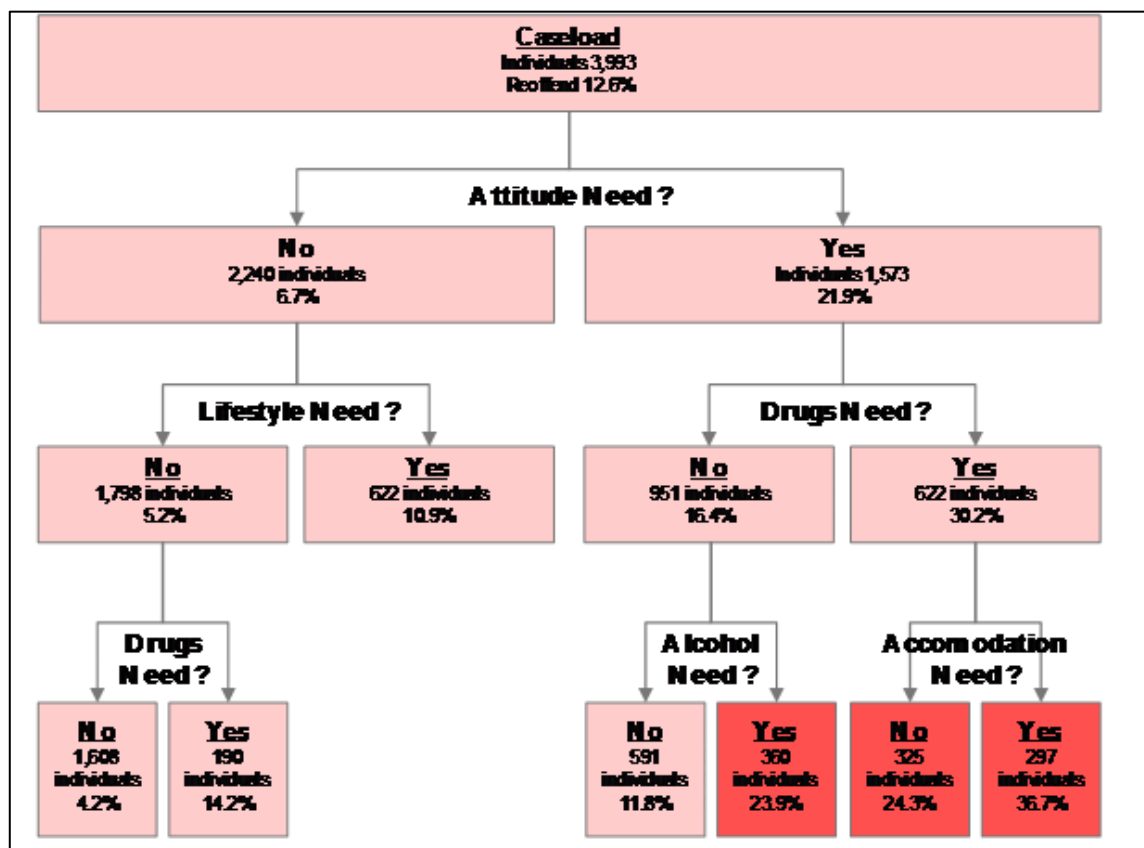 Caseload
Individuals 3,993
Reoffend 12.6%
Attitude Need ?
No
2,240 individuals
6.7%
Yes
Individuals 1,573
21.9%
Lifestyle Need ?
Drugs Need ?
No
1,798 individuals
5.2%
Yes
622 individuals
10.9%
No
951 individuals
16.4%
Yes
622 individuals
30.2%
Drugs
Need ?
Alcohol
Need ?
Accomodation
Need ?
No
1,608
individuals
4.2%
Yes
190
individuals
14.2%
No
591
individuals
11.8%
Yes
360
individuals
23.9%
No
325
individuals
24.3%
Yes
297
individuals
36.7%